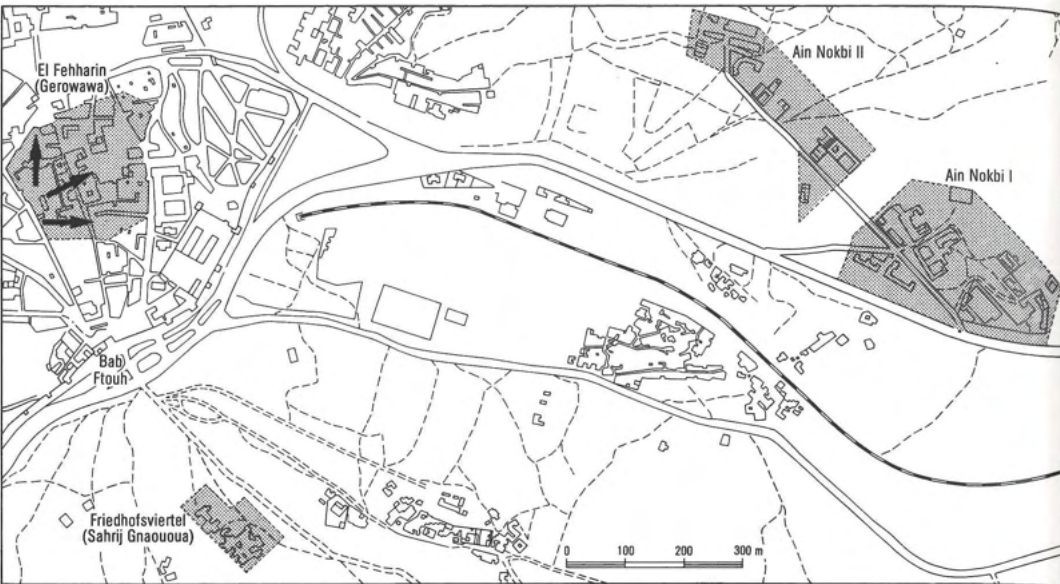 El Fehharin
(Gerowawa)
Ain Nokbi II
Ain Nokbi I
Bab
Ftouh
Friedhofsviertel
(Sahrij Gnaououa)
0 100 200 300 m